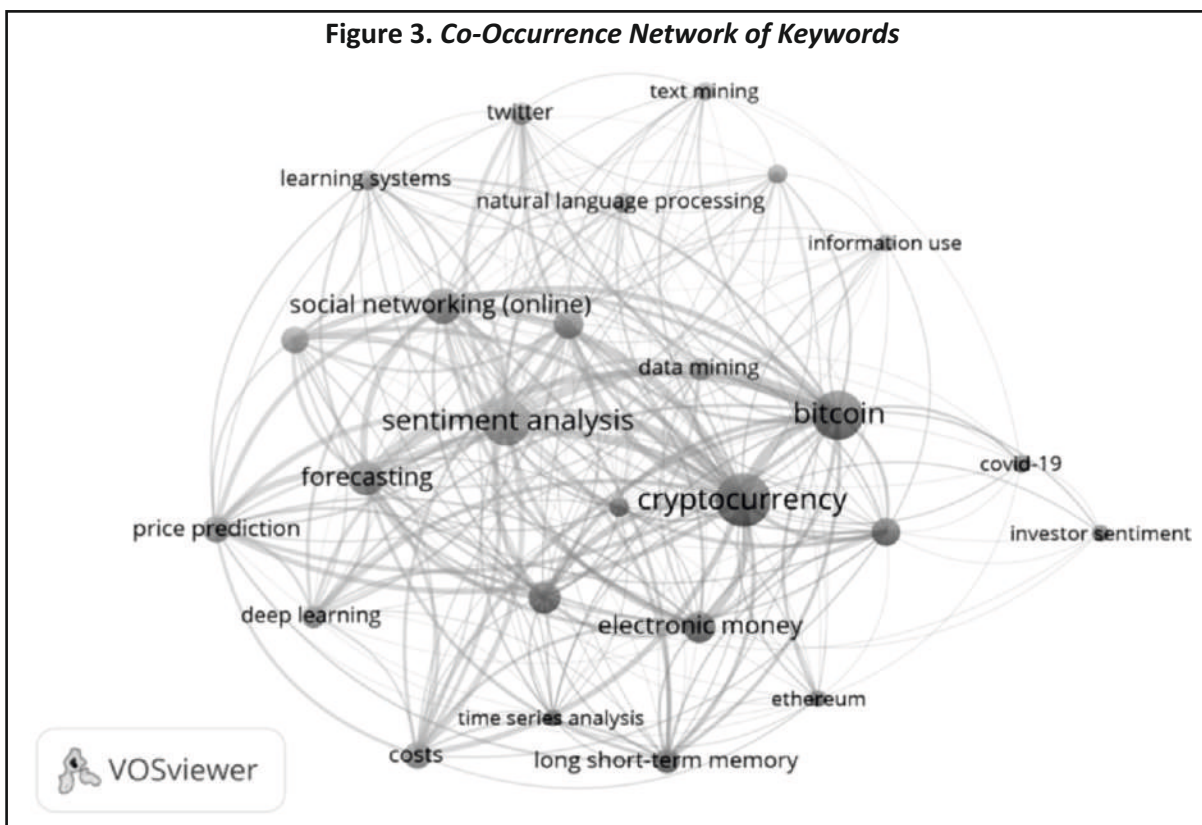 Figure 3. Co-Occurrence Network of Keywords
text mining
twitter
learning systems
natural language processing
information use
social networking (online)
data mining
sentiment analysis
bitcoin
covid-19
forecasting
cryptocurrency
price prediction
investor sentiment
deep learning
electronic money
ethereum
time series analysis
costs
long short-term memory
VOSviewer